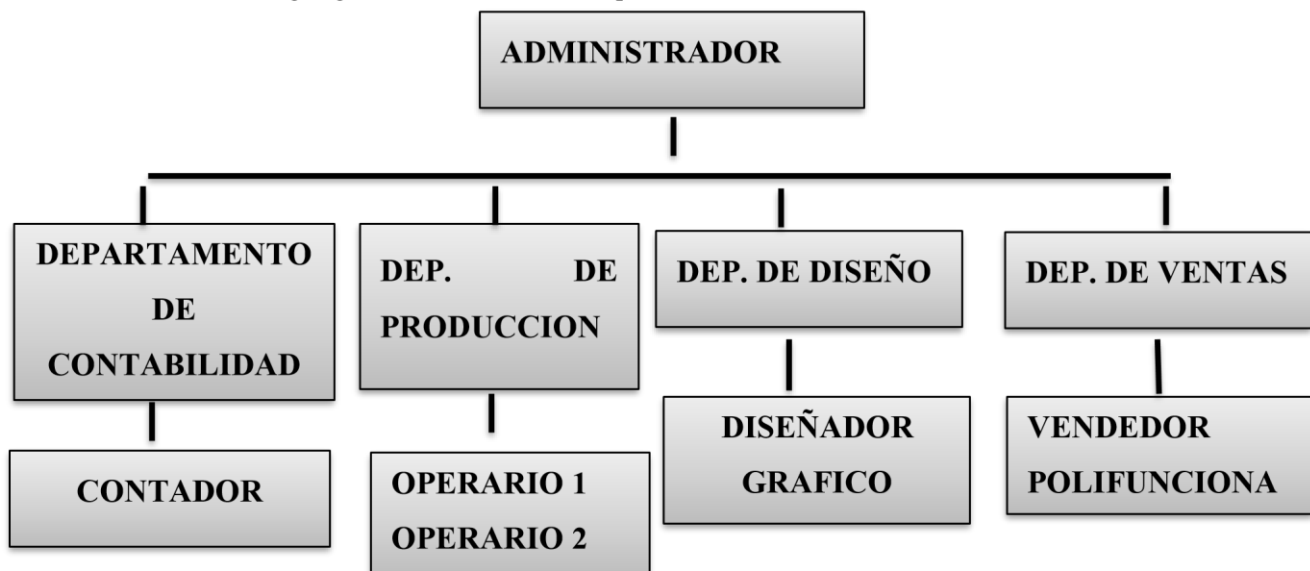 ADMINISTRADOR
DEPARTAMENTO
DE
CONTABILIDAD
DEP. DE
PRODUCCION
DEP. DE DISEÑO
DEP. DE VENTAS
CONTADOR
OPERARIO 1
OPERARIO 2
DISEÑADOR
GRAFICO
VENDEDOR
POLIFUNCIONA